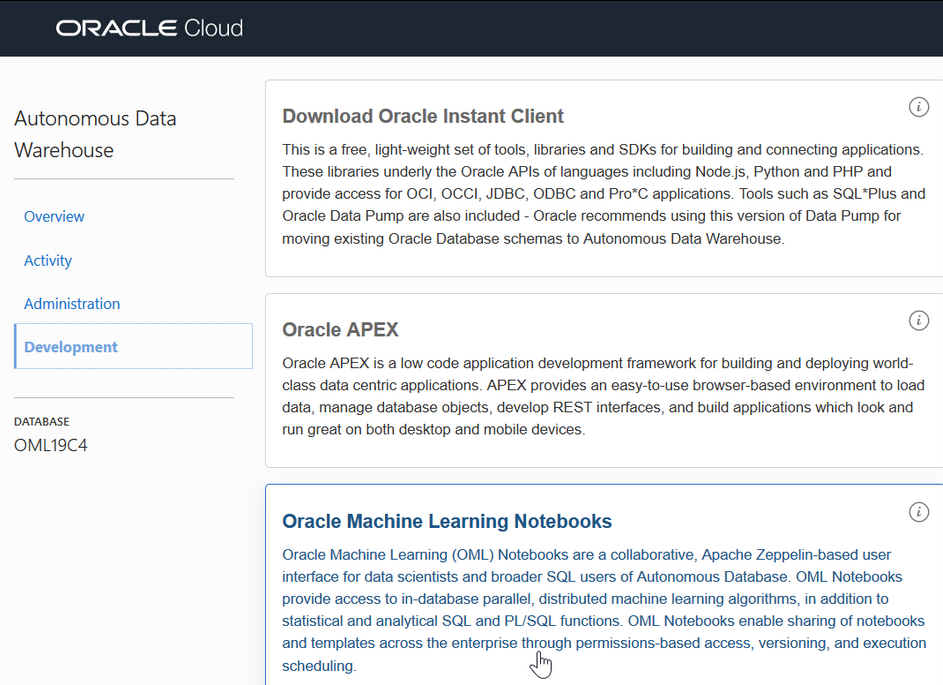 ORACLE Cloud
Autonomous Data
Warehouse
Overview
Activity
Administration
Development
DATABASE
OML19C4
Download Oracle Instant Client
This is a free, light-weight set of tools, libraries and SDKs for building and connecting applications.
These libraries underly the Oracle APIs of languages including Node.js, Python and PHP and
provide access for OCI, OCCI, JDBC, ODBC and Pro*C applications. Tools such as SQL*Plus and
Oracle Data Pump are also included - Oracle recommends using this version of Data Pump for
moving existing Oracle Database schemas to Autonomous Data Warehouse.
Oracle APEX
Oracle APEX is a low code application development framework for building and deploying world-
class data centric applications. APEX provides an easy-to-use browser-based environment to load
data, manage database objects, develop REST interfaces, and build applications which look and
run great on both desktop and mobile devices.
Oracle Machine Learning Notebooks
Oracle Machine Learning (OML) Notebooks are a collaborative, Apache Zeppelin-based user
interface for data scientists and broader SQL users of Autonomous Database. OML Notebooks
provide access to in-database parallel, distributed machine learning algorithms, in addition to
statistical and analytical SQL and PL/SQL functions. OML Notebooks enable sharing of notebooks
and templates across the enterprise through permissions-based access, versioning, and execution
scheduling.